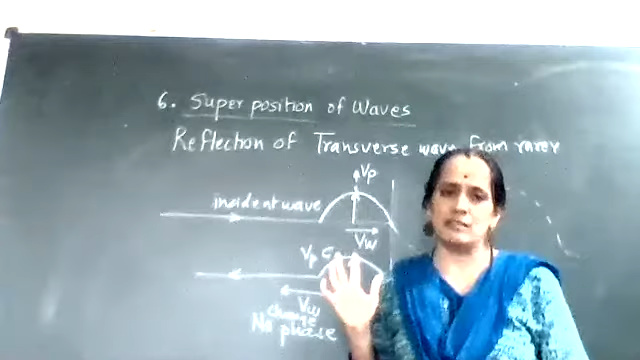 6. Super position of Waves
Reflection of Transverse wave from rarer
Vp
incident wave
Vw
Vp
Vw
change
No phase